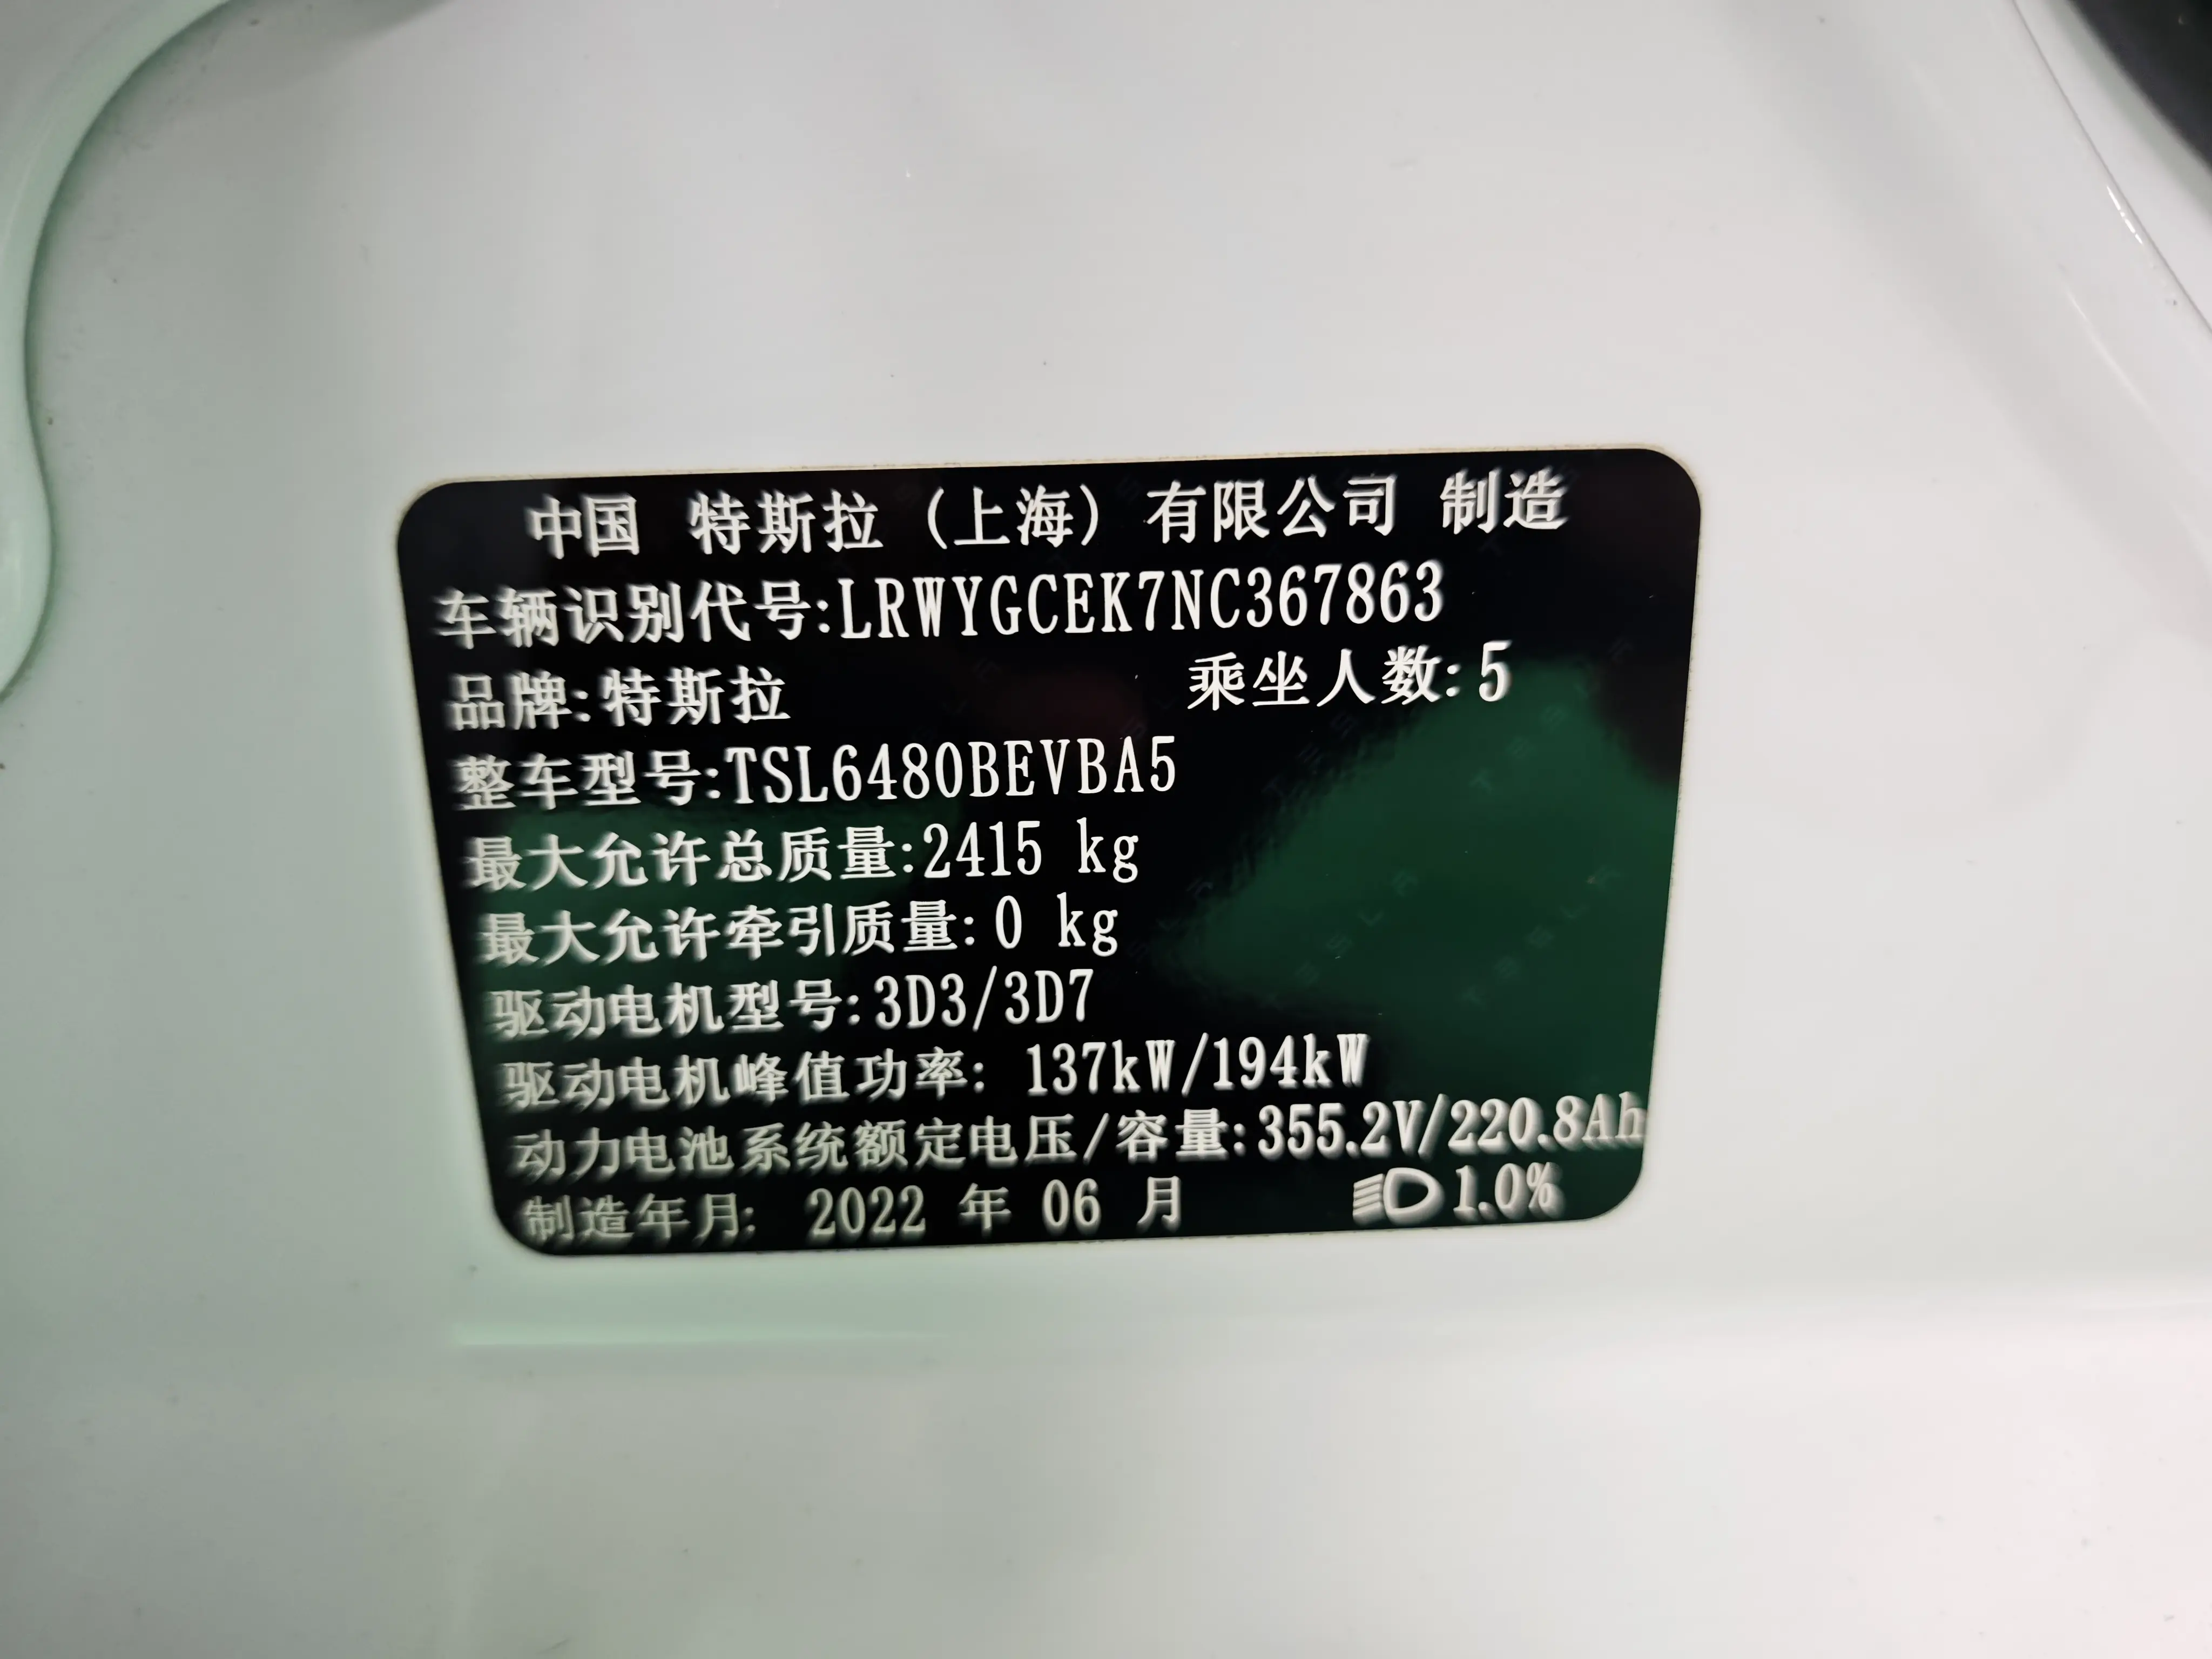 中国 特斯拉 (上海) 有限公司 制造
车辆识别代号:LRWYGCEK7NC367863
品牌:特斯拉 乘坐人数:5
整车型号:TSL6480BEVBA5
最大允许总质量:2415 kg
最大允许牵引质量:0 kg
驱动电机型号:3D3/3D7
驱动电机峰值功率: 137kW/194kW
动力电池系统额定电压/容量:355.2V/220.8Ah
制造年月: 2022 年 06 月 1.0%